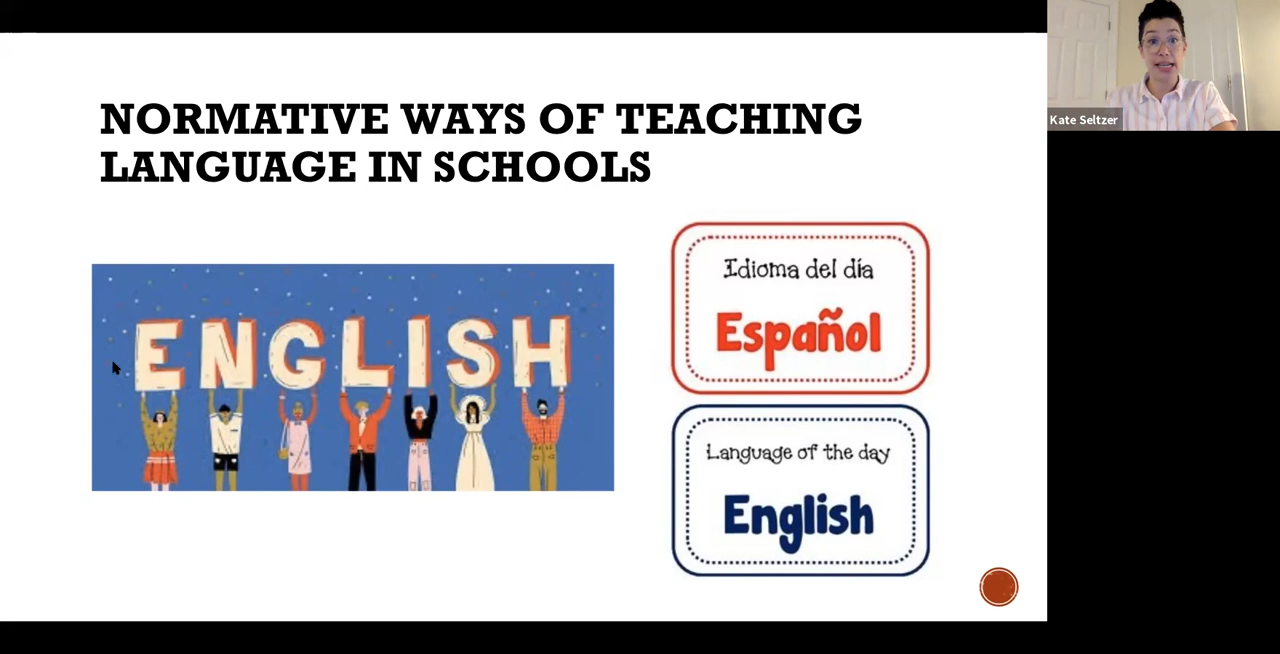 NORMATIVE WAYS OF TEACHING
LANGUAGE IN SCHOOLS
ENGLISH
Idioma del día
Español
Language of the day
English
Kate Seltzer